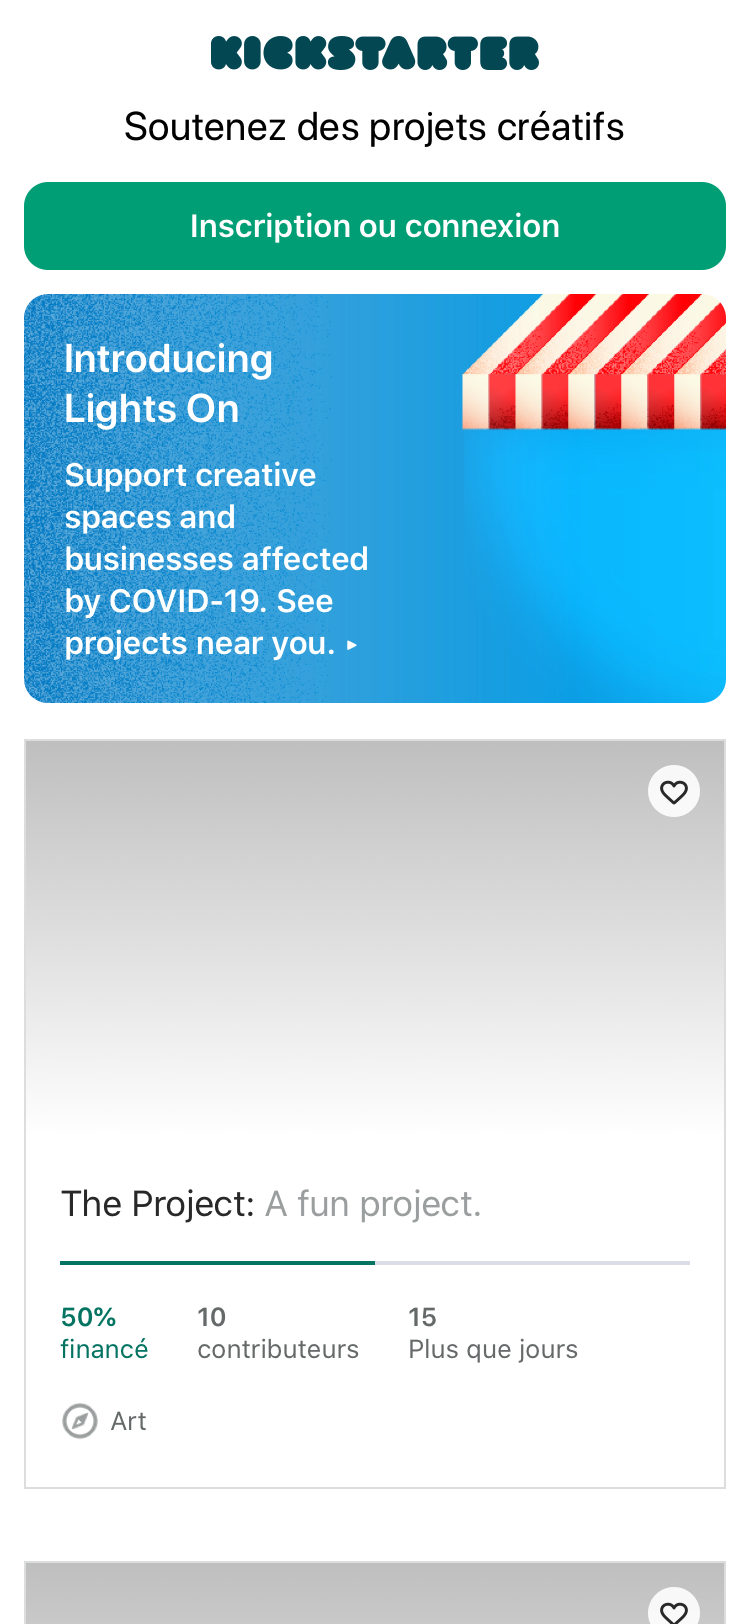 KICKSTARTER
Soutenez des projets créatifs
Inscription ou connexion
Introducing
Lights On
Support creative
spaces and
businesses affected
by COVID-19. See
projects near you. ▸
The Project: A fun project.
50% 10 15
financé contributeurs Plus que jours
Art